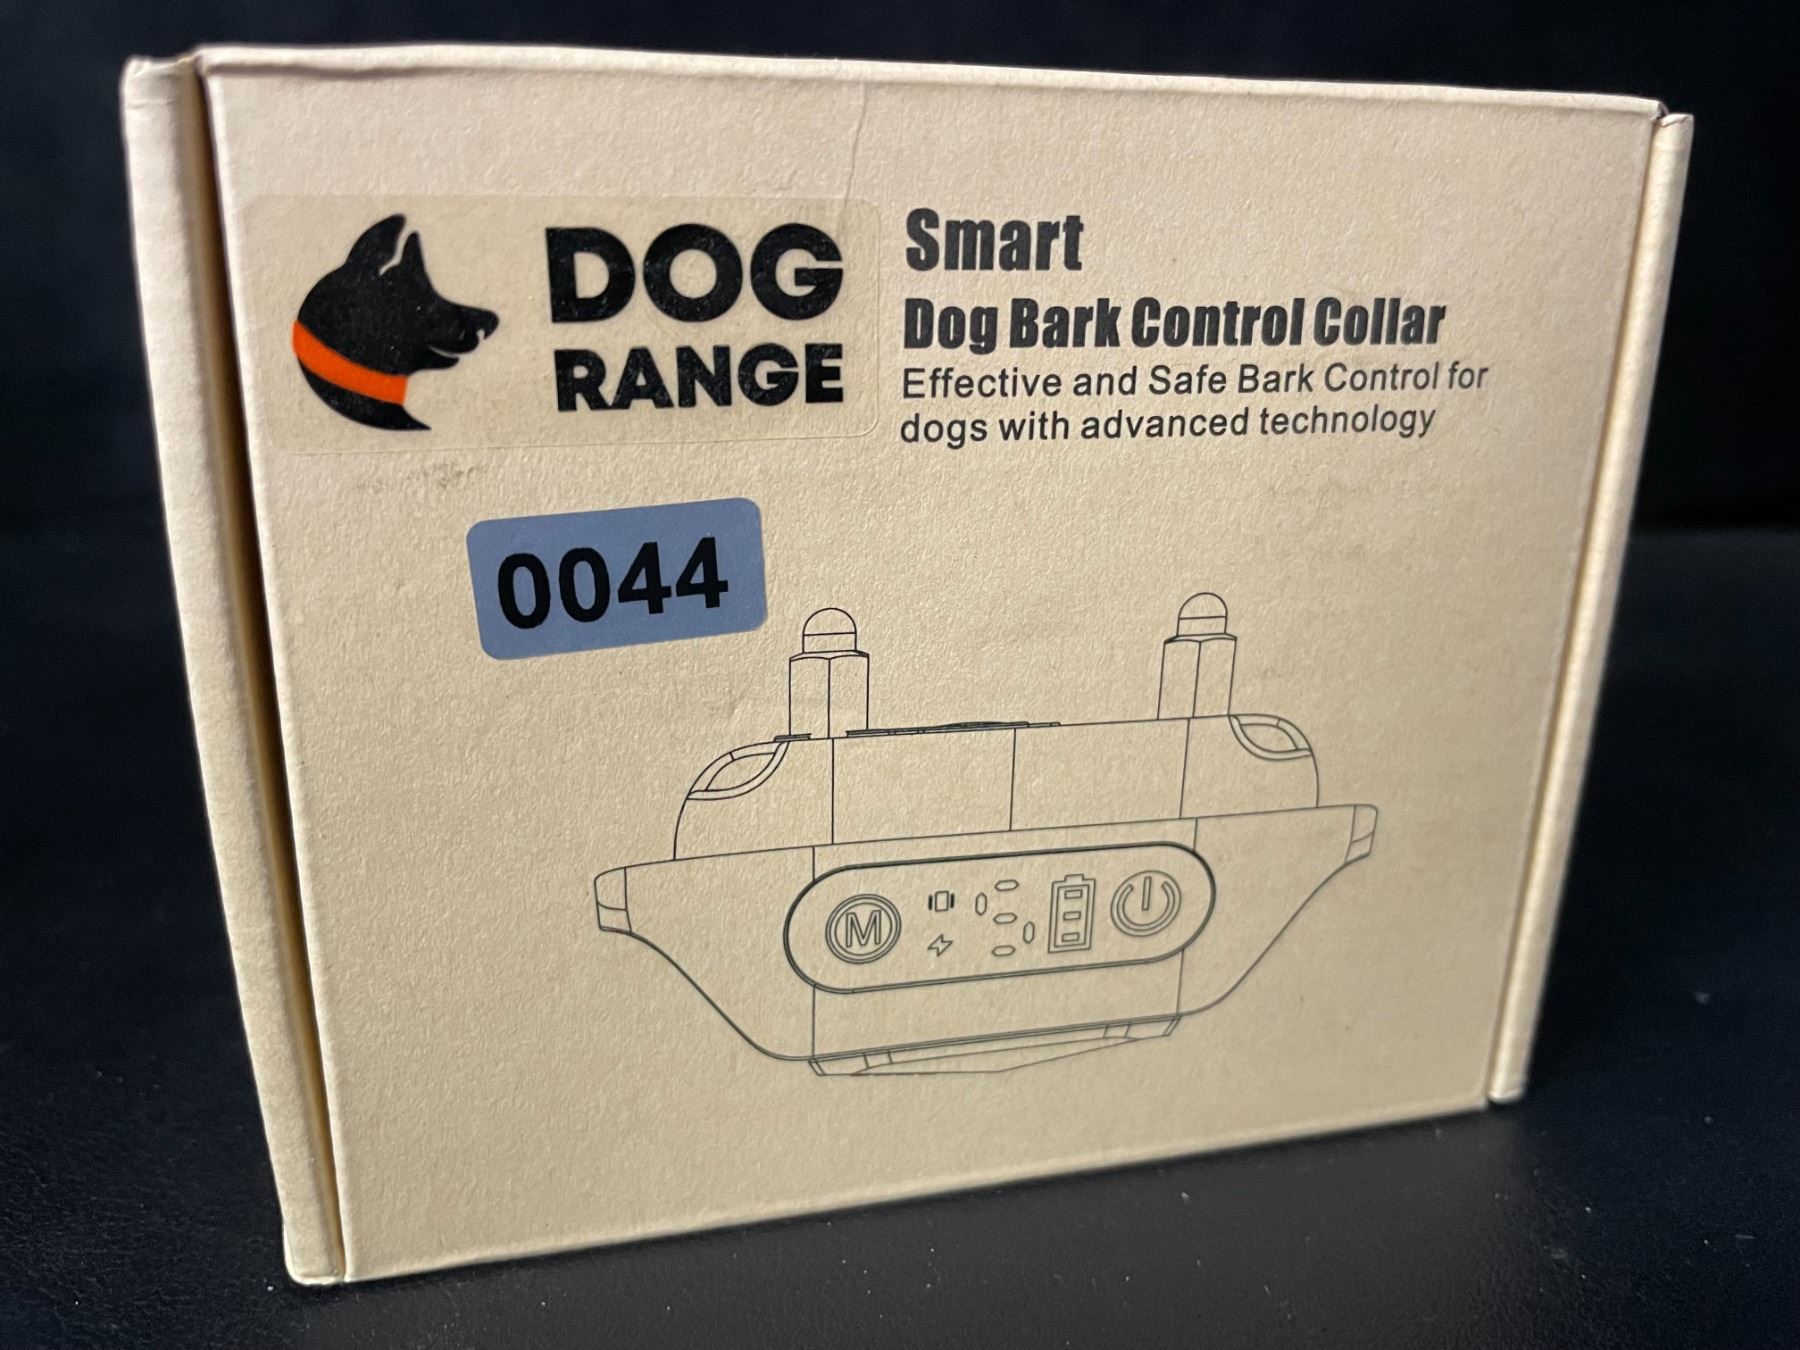 DOG
RANGE
Smart
Dog Bark Control Collar
Effective and Safe Bark Control for
dogs with advanced technology
0044
M